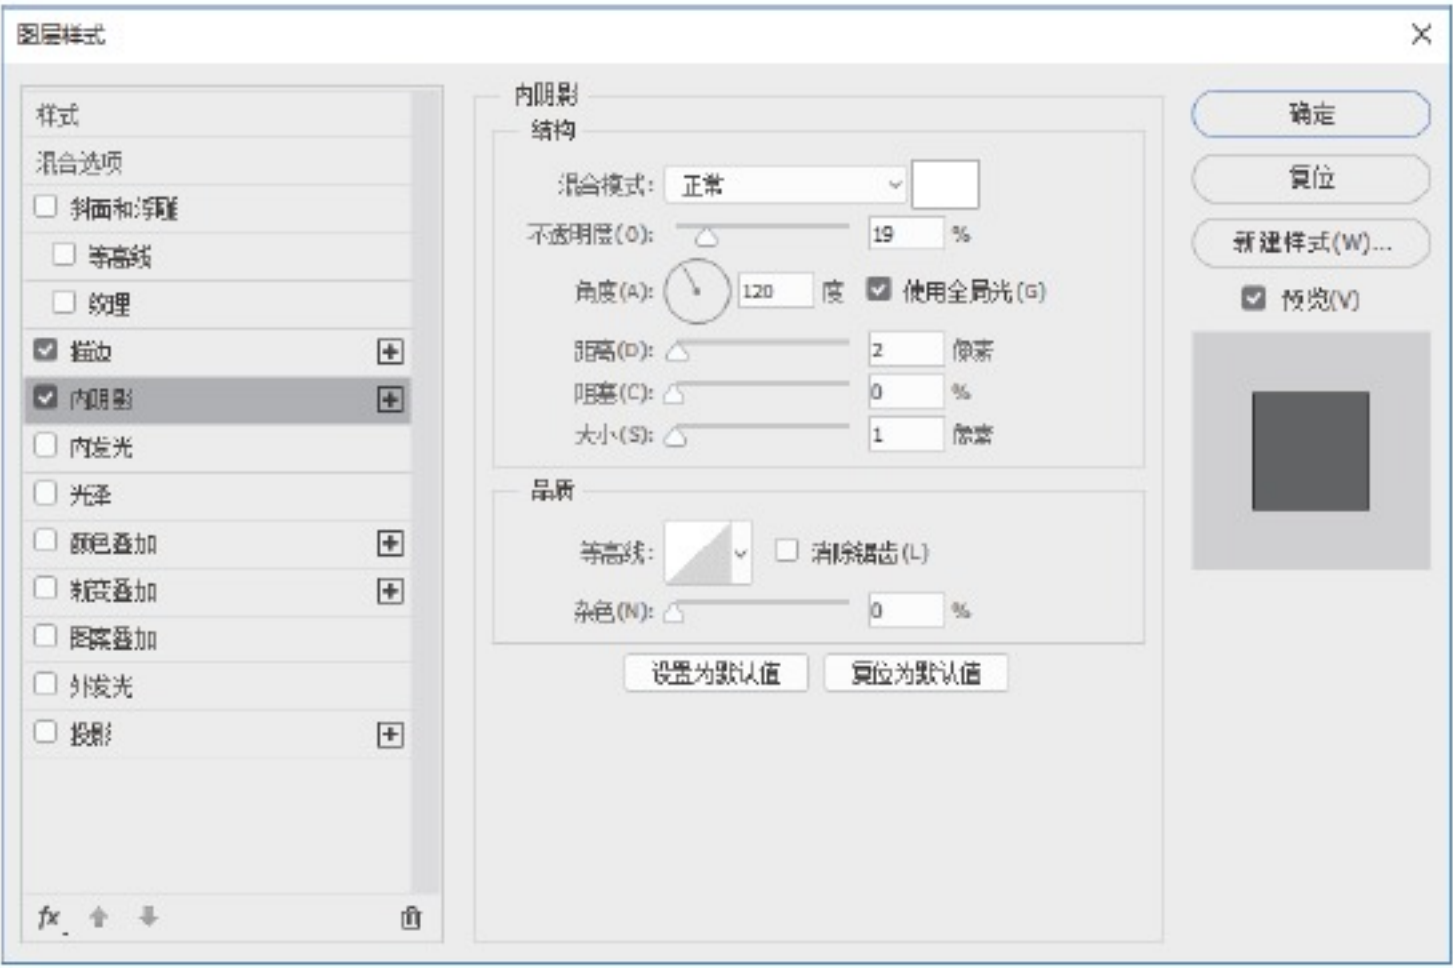 图层样式
样式
混合选项
斜面和浮雕
等高线
纹理
描边
内阴影
内发光
光泽
颜色叠加
渐变叠加
图案叠加
外发光
投影
fx
内阴影
结构
混合模式: 正常
不透明度(O): 19 %
角度(A): 120 度 使用全局光(G)
距离(D): 2 像素
阻塞(C): 0 %
大小(S): 1 像素
品质
等高线: 消除锯齿(L)
杂色(N): 0 %
设置为默认值 复位为默认值
确定
复位
新建样式(W)...
预览(V)